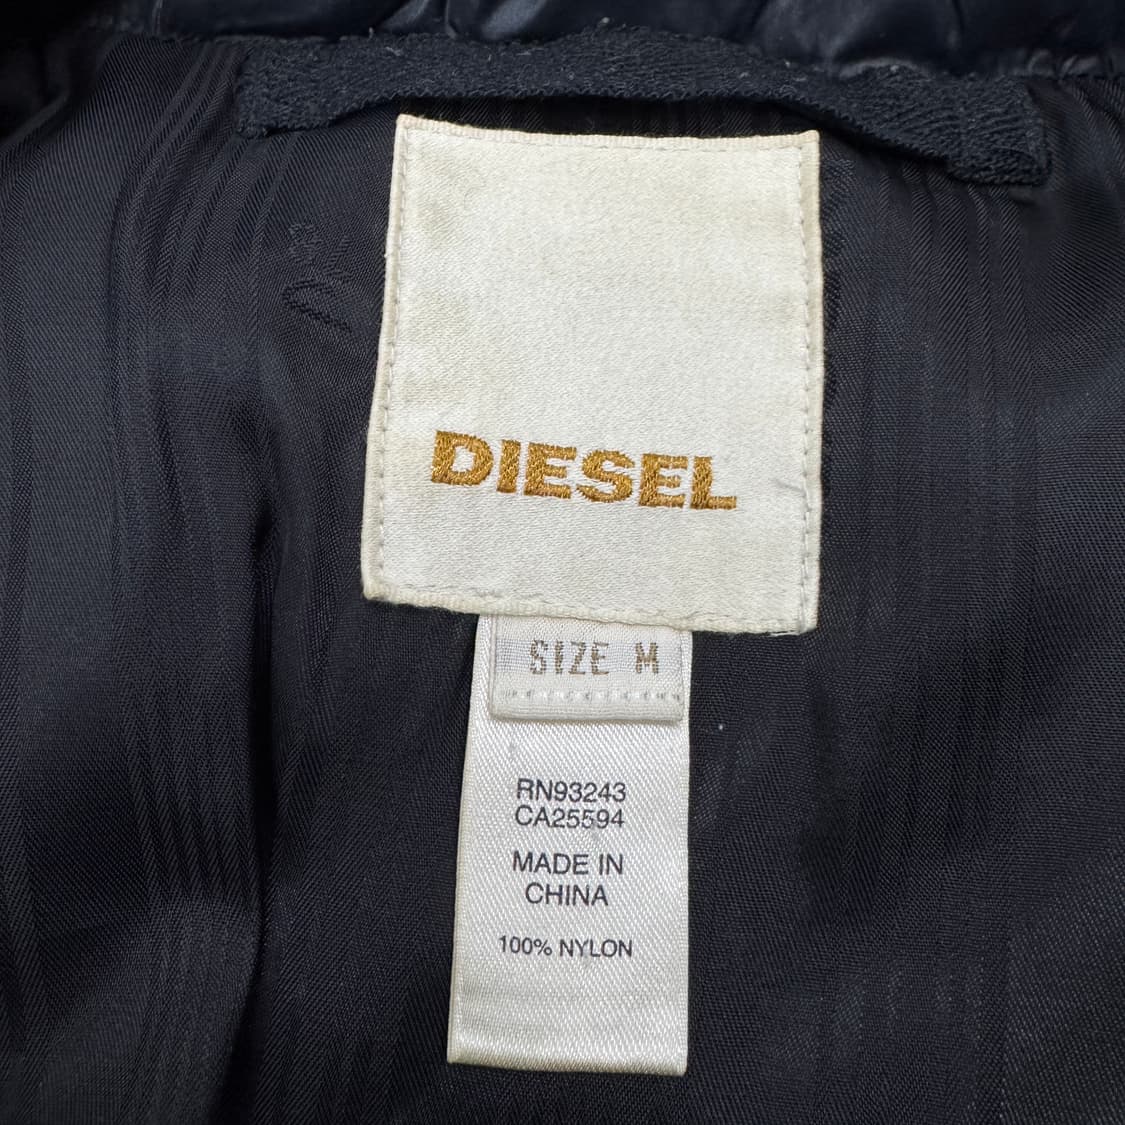 DIESEL
SIZE M
RN93243
CA25594
MADE IN
CHINA
100% NYLON